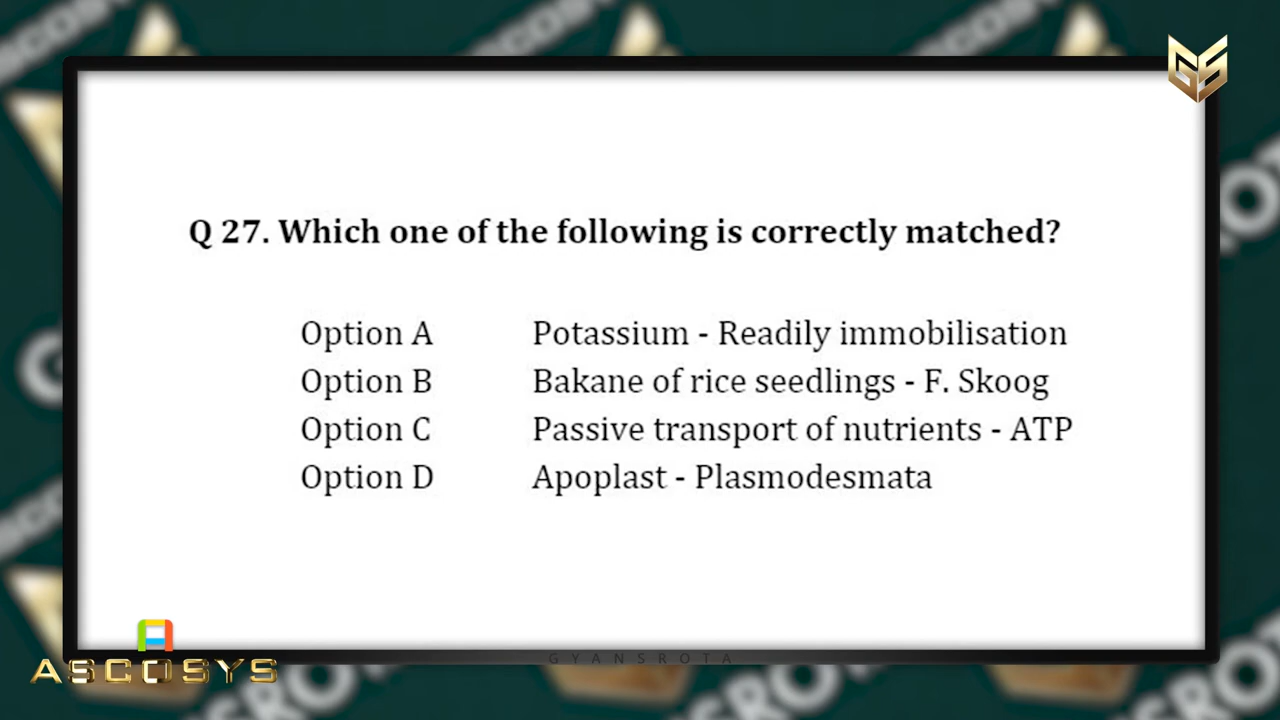 Q 27. Which one of the following is correctly matched?
Option A Potassium - Readily immobilisation
Option B Bakane of rice seedlings - F. Skoog
Option C Passive transport of nutrients - ATP
Option D Apoplast - Plasmodesmata
GYANSROTA
ASCOSYS
GS